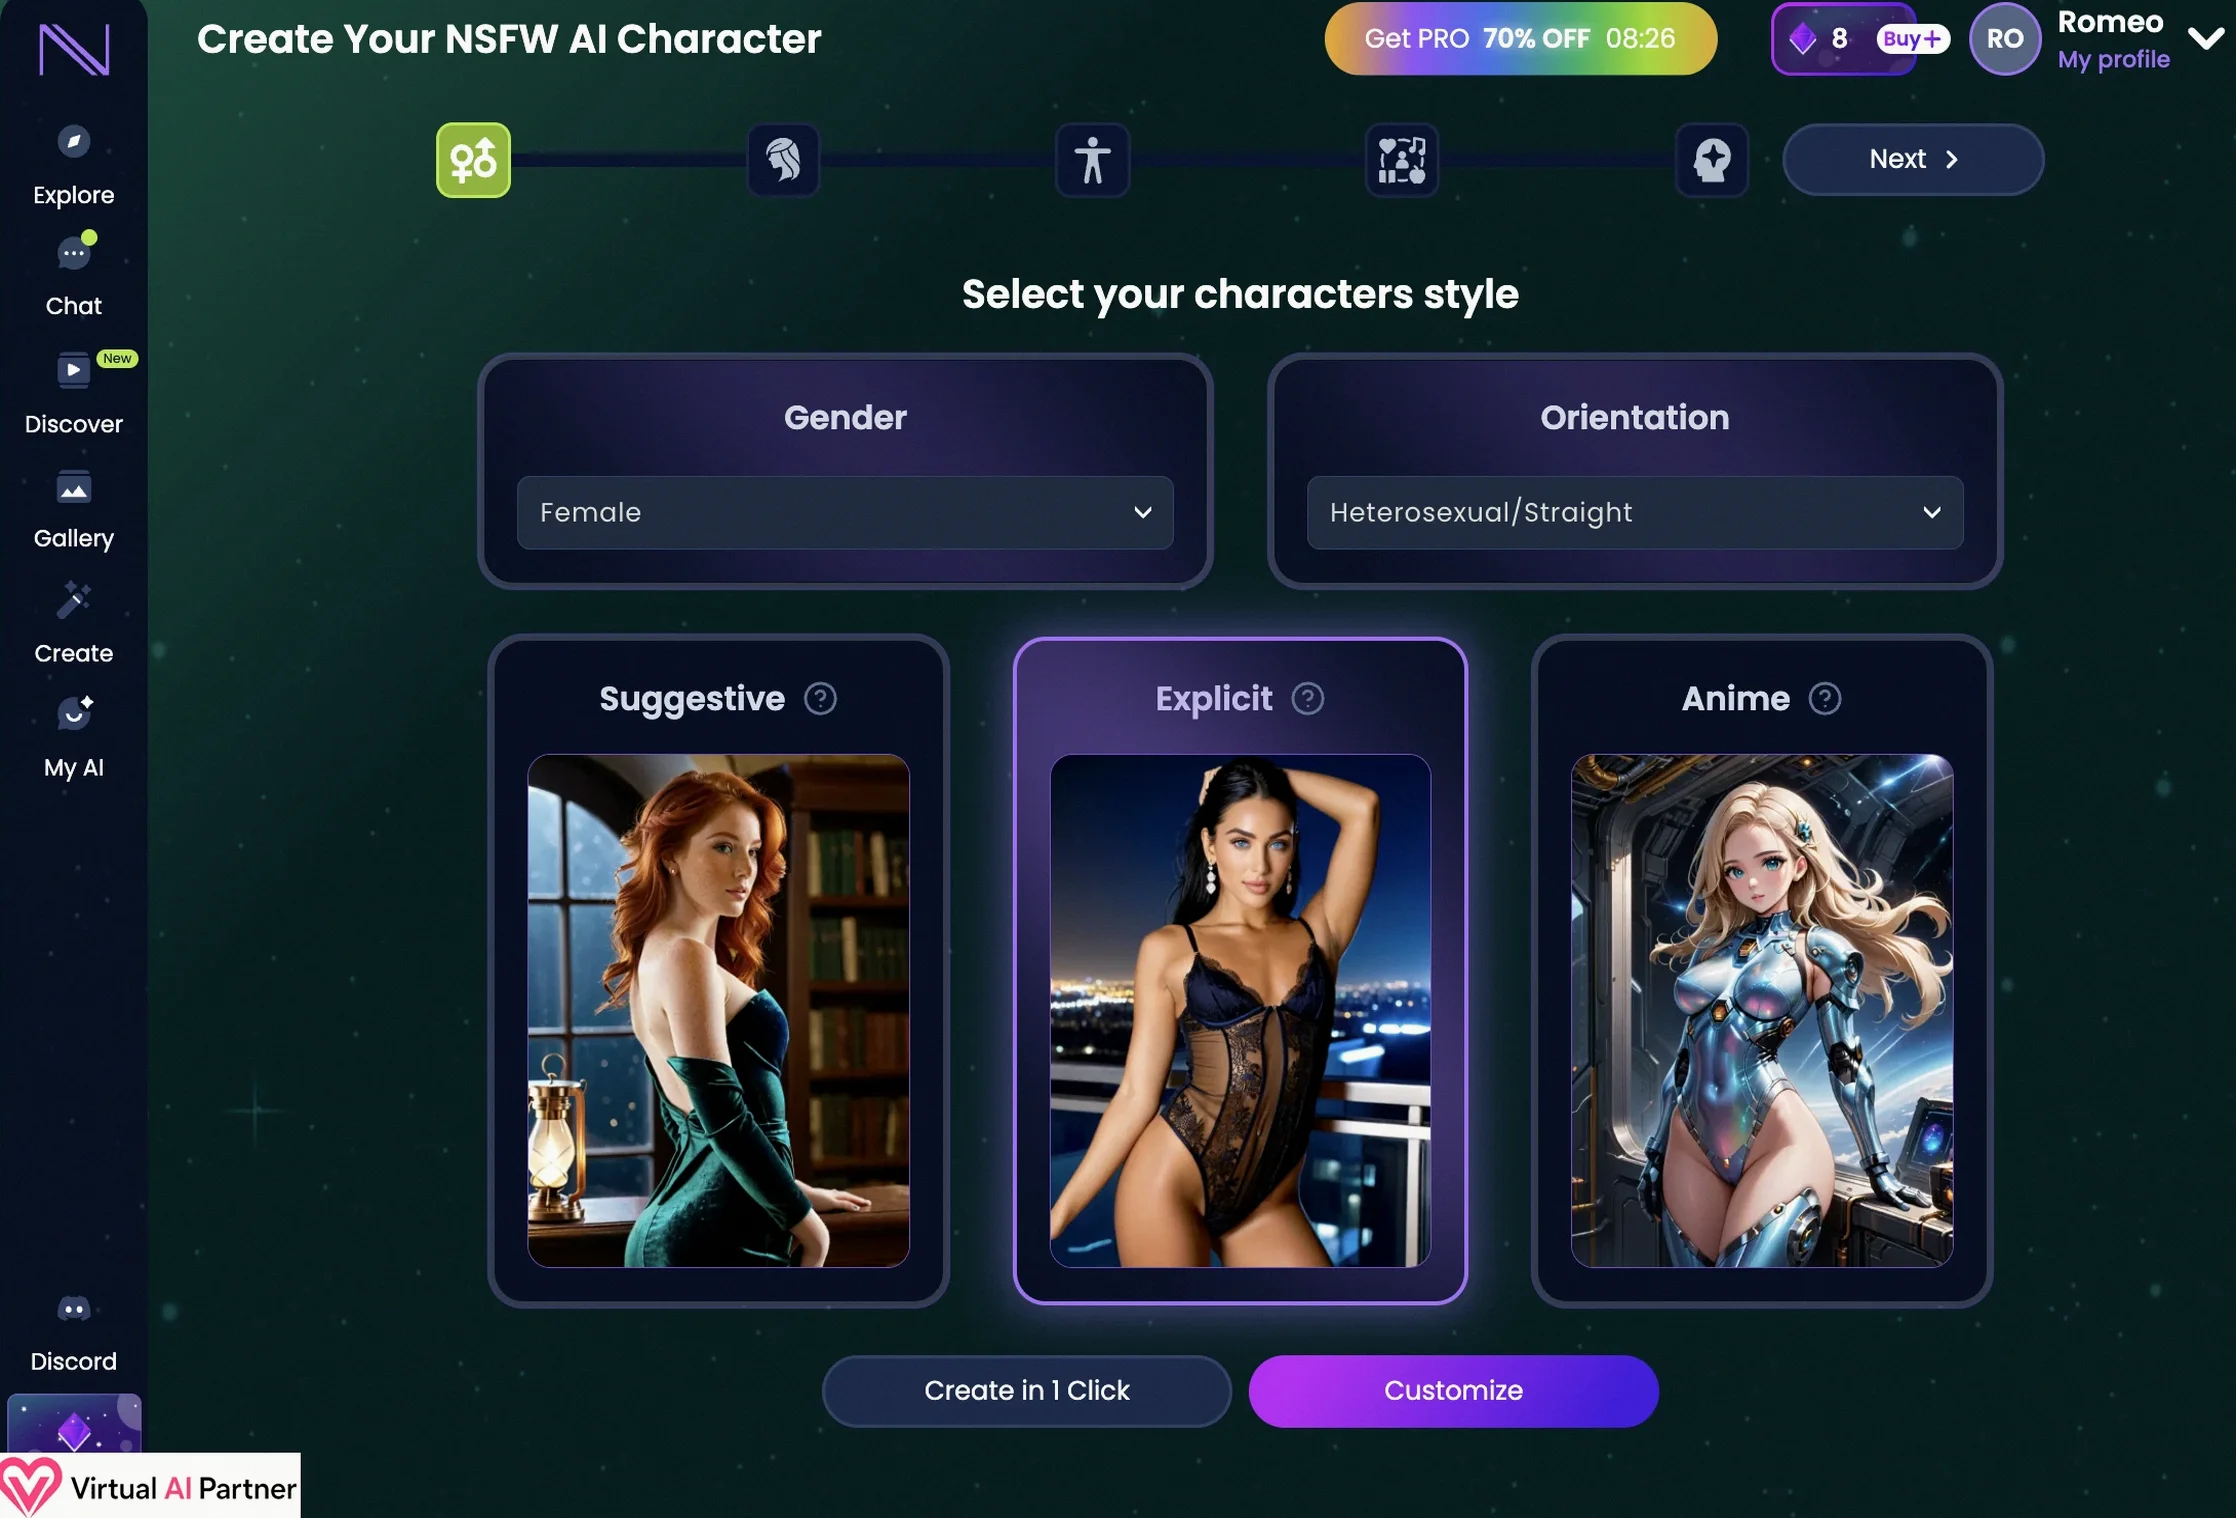 Create Your NSFW AI Character
Get PRO 70% OFF 08:26
8
Buy+
RO
Romeo
My profile
Explore
Chat
New
Discover
Gallery
Create
My AI
Discord
Next
Select your characters style
Gender
Female
Orientation
Heterosexual/Straight
Suggestive ?
Explicit ?
Anime ?
Create in 1 Click
Customize
Virtual AI Partner